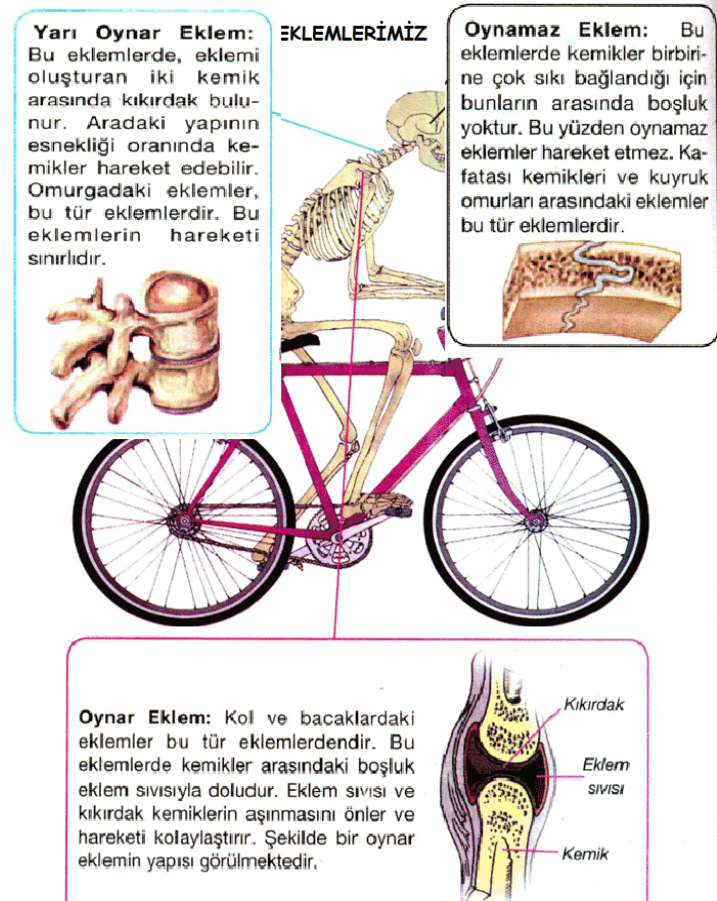 EKLEMLERİMİZ
Yarı Oynar Eklem:
Bu eklemlerde, eklemi
oluşturan iki kemik
arasında kıkırdak bulu-
nur. Aradaki yapının
esnekliği oranında ke-
mikler hareket edebilir.
Omurgadaki eklemler,
bu tür eklemlerdir. Bu
eklemlerin hareketi
sınırlıdır.
Oynamaz Eklem: Bu
eklemlerde kemikler birbiri-
ne çok sıkı bağlandığı için
bunların arasında boşluk
yoktur. Bu yüzden oynamaz
eklemler hareket etmez. Ka-
fatası kemikleri ve kuyruk
omurları arasındaki eklemler
bu tür eklemlerdir.
Oynar Eklem: Kol ve bacaklardaki
eklemler bu tür eklemlerdendir. Bu
eklemlerde kemikler arasındaki boşluk
eklem sıvısıyla doludur. Eklem sıvısı ve
kıkırdak kemiklerin aşınmasını önler ve
hareketi kolaylaştırır. Şekilde bir oynar
eklemin yapısı görülmektedir.
Kıkırdak
Eklem
sıvısı
Kemik